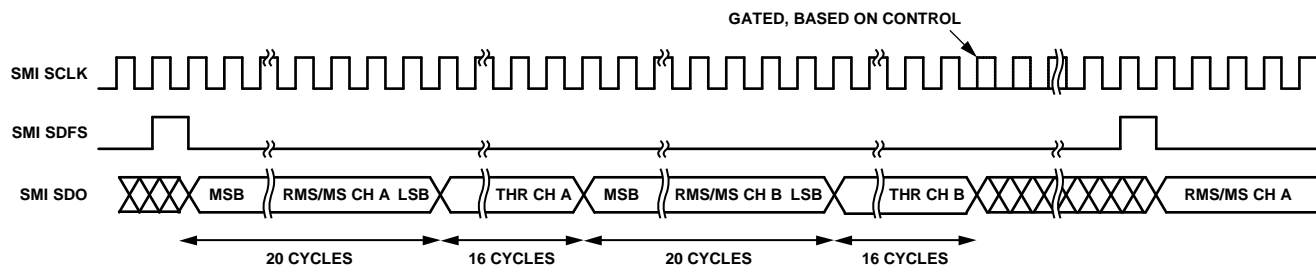 GATED, BASED ON CONTROL
SMI SCLK
SMI SDFS
SMI SDO
MSB
RMS/MS CH A LSB
THR CH A
MSB
RMS/MS CH B LSB
THR CH B
RMS/MS CH A
20 CYCLES
16 CYCLES
20 CYCLES
16 CYCLES